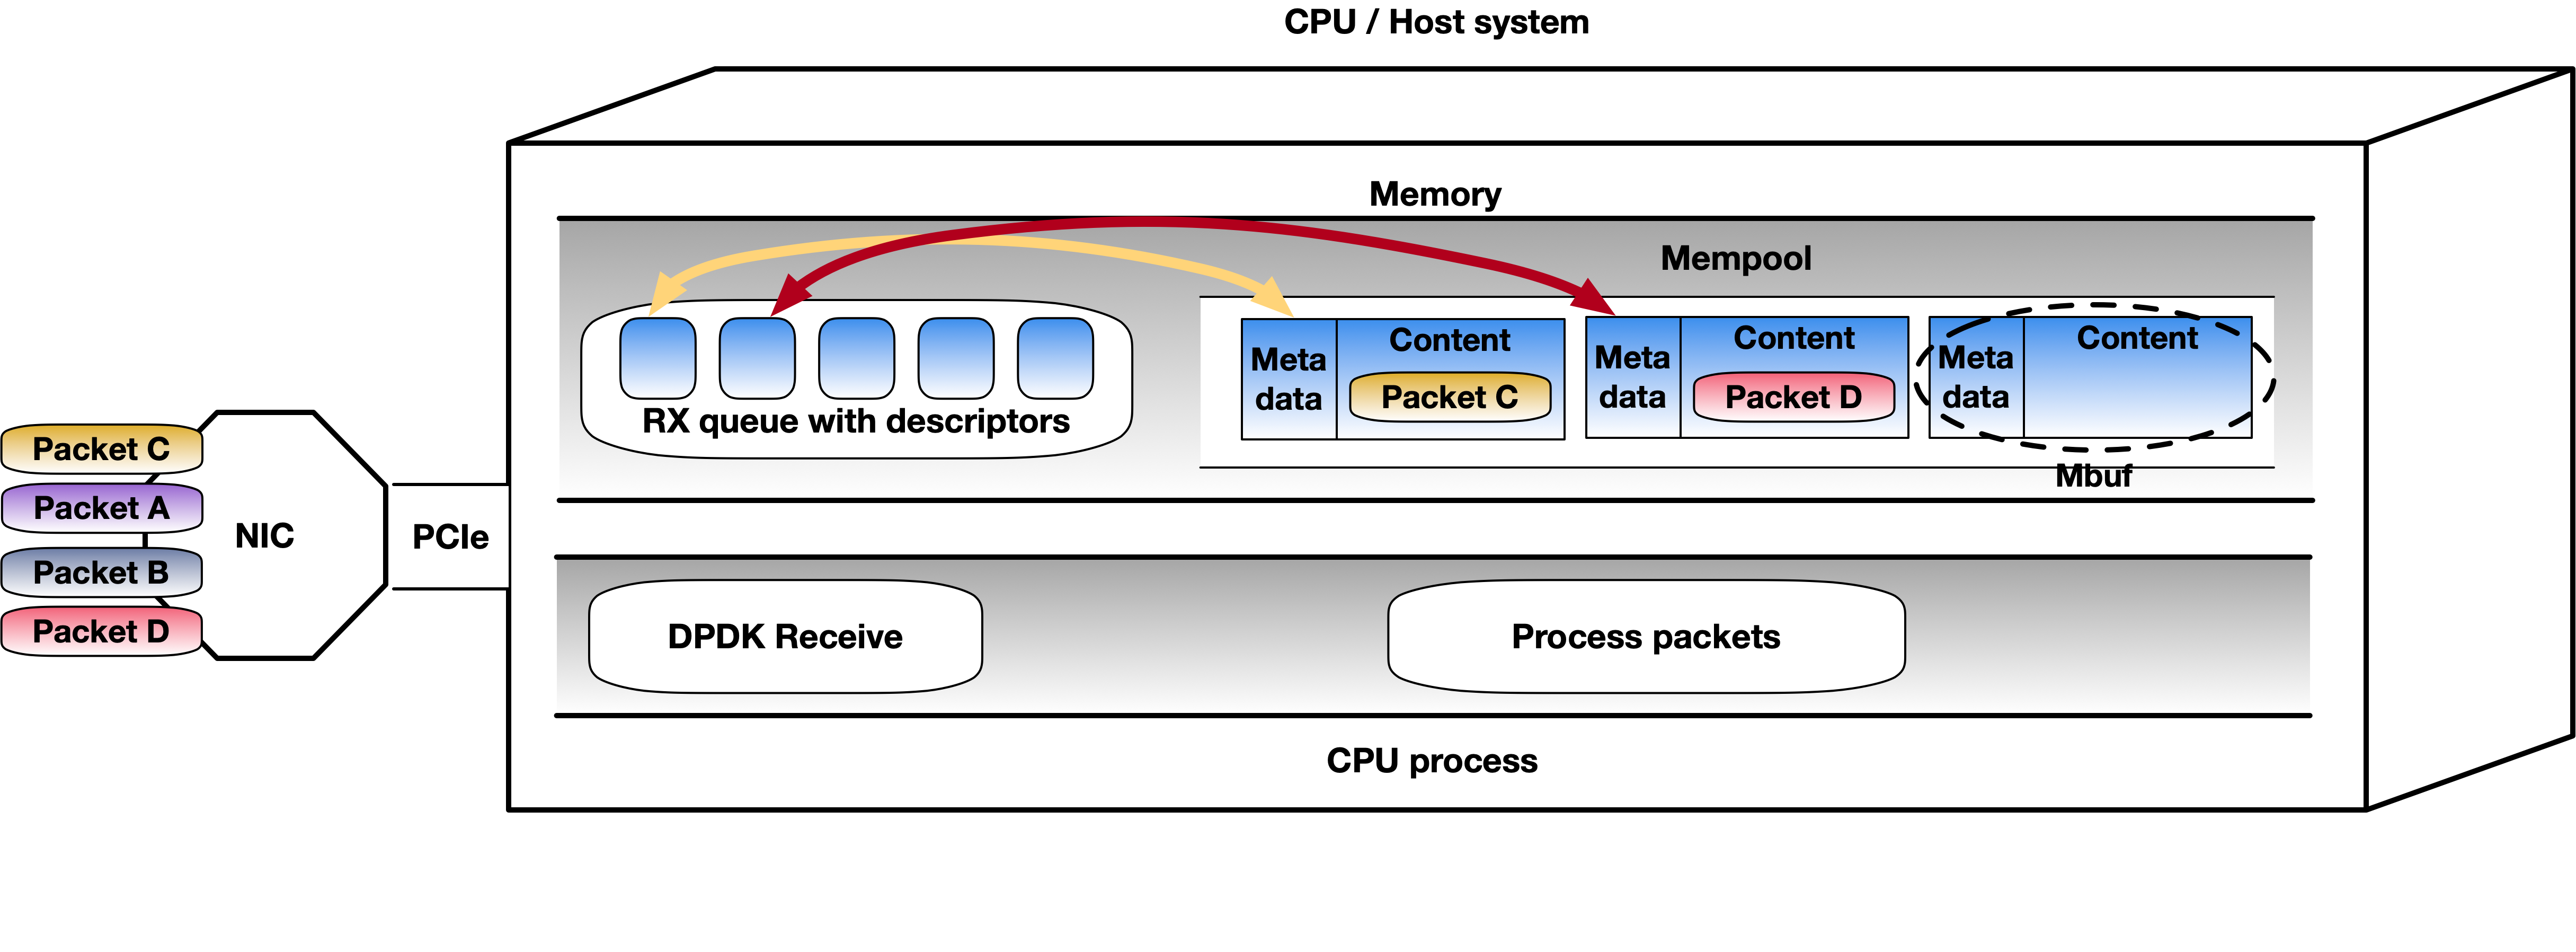 CPU / Host system
Memory
Mempool
Meta
data
Content
Packet C
Meta
data
Content
Packet D
Meta
data
Content
Mbuf
RX queue with descriptors
Packet C
Packet A
Packet B
Packet D
NIC
PCIe
DPDK Receive
Process packets
CPU process